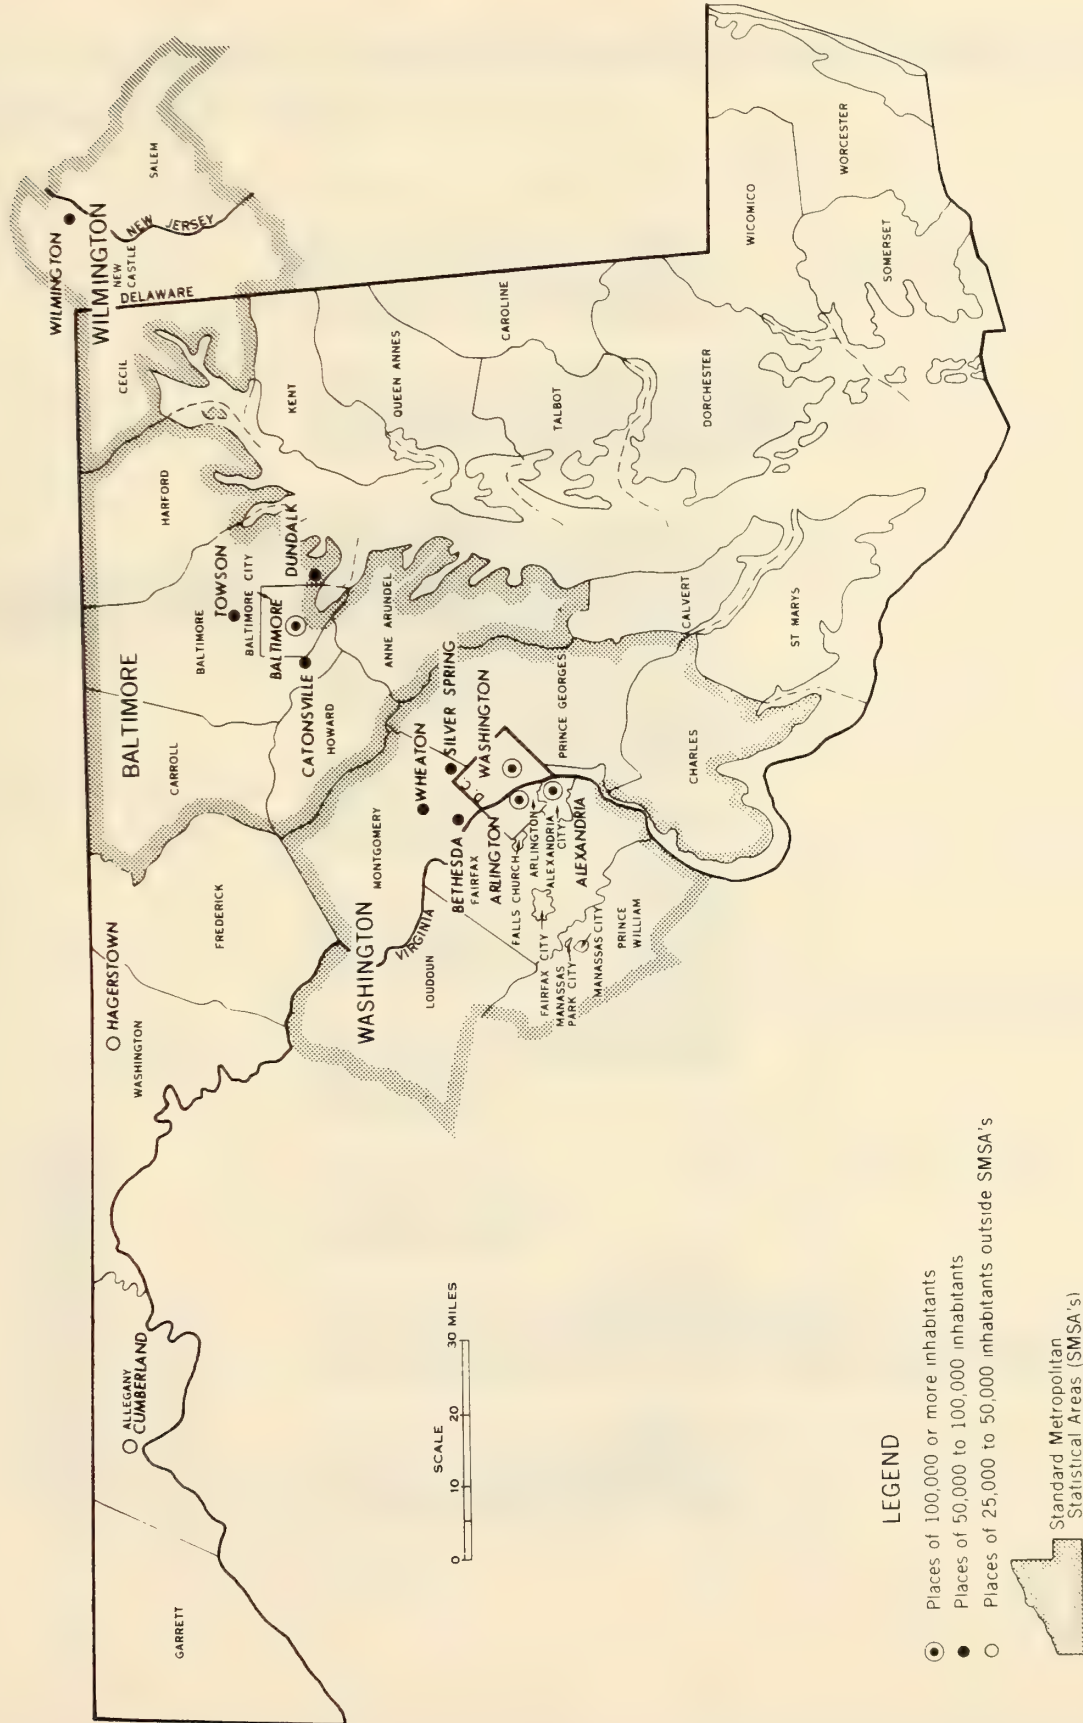 GARRETT
ALLEGANY
CUMBERLAND
WASHINGTON
HAGERSTOWN
FREDERICK
CARROLL
BALTIMORE
BALTIMORE
TOWSON
BALTIMORE CITY
BALTIMORE
DUNDALK
CATONSVILLE
HOWARD
HARFORD
CECIL
WILMINGTON
WILMINGTON
NEW
CASTLE
DELAWARE
NEW JERSEY
SALEM
KENT
QUEEN ANNES
CAROLINE
TALBOT
DORCHESTER
WICOMICO
WORCESTER
SOMERSET
ANNE ARUNDEL
CALVERT
ST MARYS
CHARLES
PRINCE GEORGES
MONTGOMERY
WHEATON
SILVER SPRING
BETHESDA
WASHINGTON
D.C.
WASHINGTON
VIRGINIA
LOUDOUN
FAIRFAX
ARLINGTON
FALLS CHURCH
ARLINGTON
ALEXANDRIA
CITY
ALEXANDRIA
FAIRFAX CITY
MANASSAS
PARK CITY
MANASSAS CITY
PRINCE
WILLIAM
SCALE
0 10 20 30 MILES
LEGEND
Places of 100,000 or more inhabitants
Places of 50,000 to 100,000 inhabitants
Places of 25,000 to 50,000 inhabitants outside SMSA's
Standard Metropolitan
Statistical Areas (SMSA's)